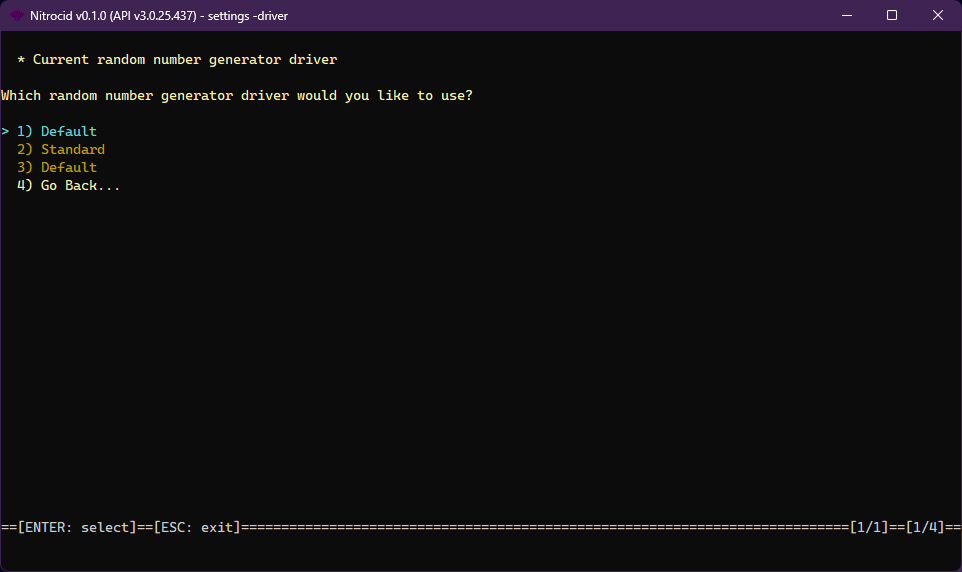 Nitrocid v0.1.0 (API v3.0.25.437) - settings -driver
* Current random number generator driver
Which random number generator driver would you like to use?
> 1) Default
2) Standard
3) Default
4) Go Back...
==[ENTER: select]==[ESC: exit]============================================================================[1/1]==[1/4]==